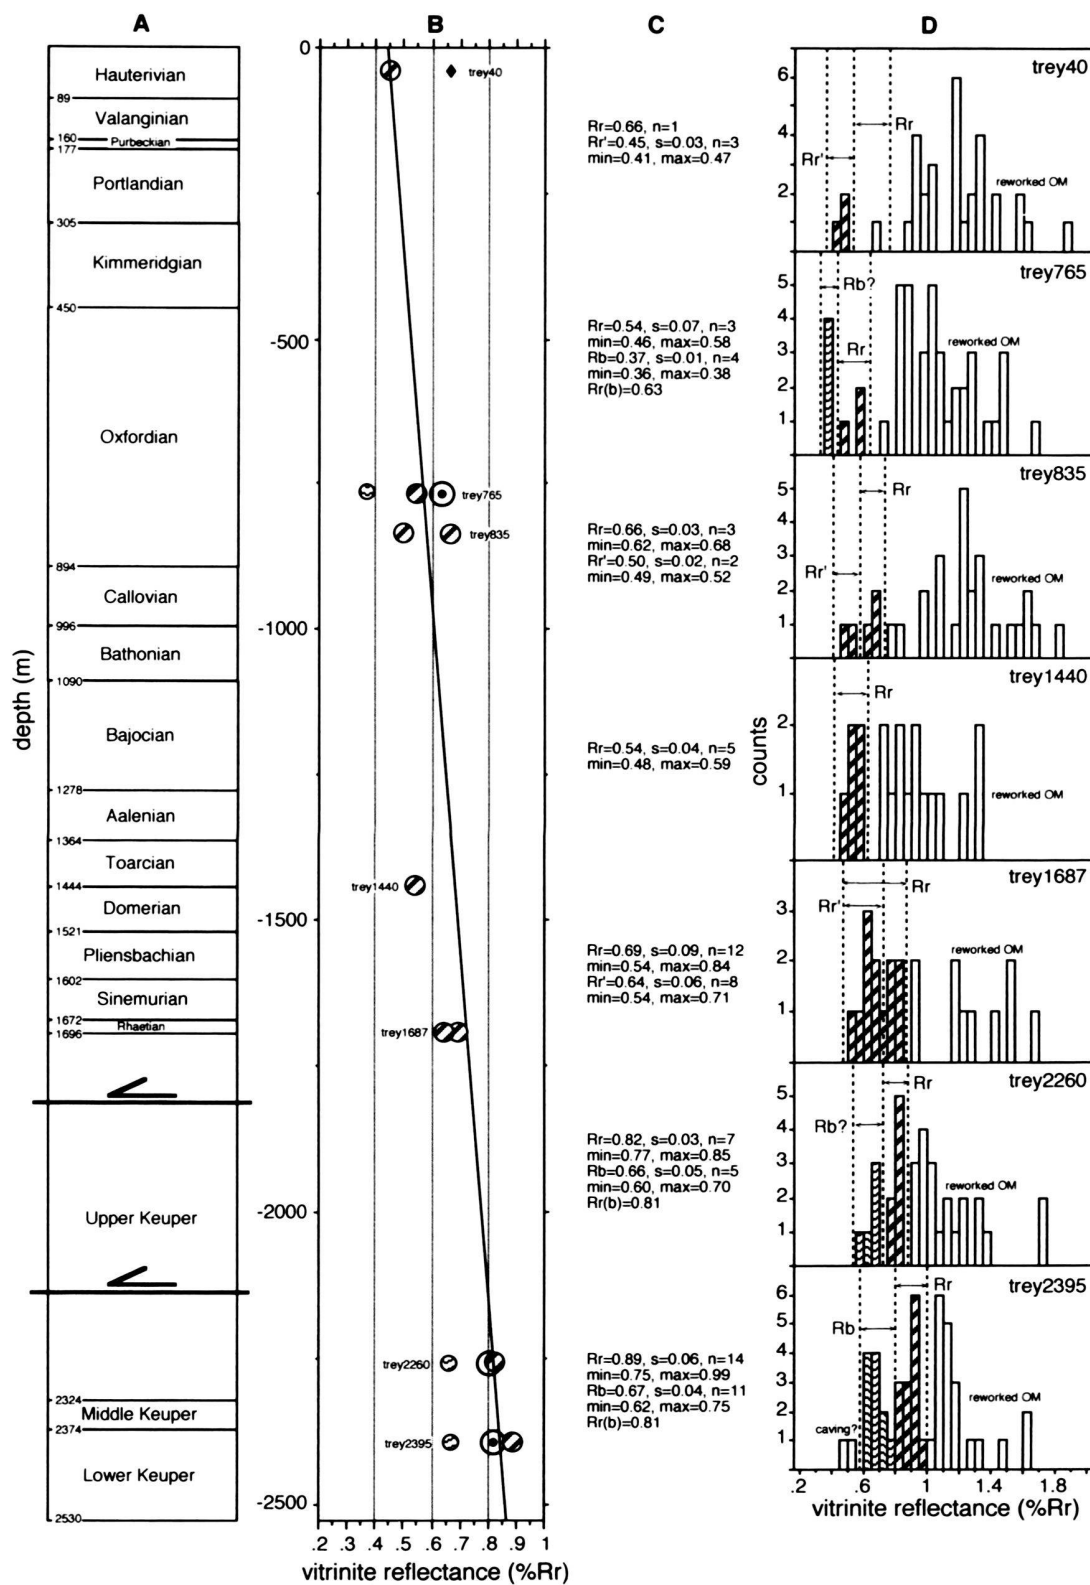 A
B
C
D
depth (m)
Hauterivian
89
Valanginian
160
Purbeckian
177
Portlandian
305
Kimmeridgian
450
Oxfordian
894
Callovian
996
Bathonian
1090
Bajocian
1278
Aalenian
1364
Toarcian
1444
Domerian
1521
Pliensbachian
1602
Sinemurian
1672
Rhaetian
1696
Upper Keuper
2324
Middle Keuper
2374
Lower Keuper
2530
0
-500
-1000
-1500
-2000
-2500
trey40
trey765
trey835
trey1440
trey1687
trey2260
trey2395
.2 .3 .4 .5 .6 .7 .8 .9 1
vitrinite reflectance (%Rr)
Rr=0.66, n=1
Rr'=0.45, s=0.03, n=3
min=0.41, max=0.47
Rr=0.54, s=0.07, n=3
min=0.46, max=0.58
Rb=0.37, s=0.01, n=4
min=0.36, max=0.38
Rr(b)=0.63
Rr=0.66, s=0.03, n=3
min=0.62, max=0.68
Rr'=0.50, s=0.02, n=2
min=0.49, max=0.52
Rr=0.54, s=0.04, n=5
min=0.48, max=0.59
Rr=0.69, s=0.09, n=12
min=0.54, max=0.84
Rr'=0.64, s=0.06, n=8
min=0.54, max=0.71
Rr=0.82, s=0.03, n=7
min=0.77, max=0.85
Rb=0.66, s=0.05, n=5
min=0.60, max=0.70
Rr(b)=0.81
Rr=0.89, s=0.06, n=14
min=0.75, max=0.99
Rb=0.67, s=0.04, n=11
min=0.62, max=0.75
Rr(b)=0.81
counts
trey40
6
4
2
Rr
Rr'
reworked OM
trey765
5
4
3
2
1
Rb?
Rr
reworked OM
trey835
5
4
3
2
1
Rr
Rr'
reworked OM
trey1440
2
1
Rr
reworked OM
trey1687
3
2
1
Rr
Rr'
reworked OM
trey2260
5
4
3
2
1
Rr
Rb?
reworked OM
trey2395
6
5
4
3
2
1
Rr
Rb
caving?
reworked OM
.2 .6 1 1.4 1.8
vitrinite reflectance (%Rr)